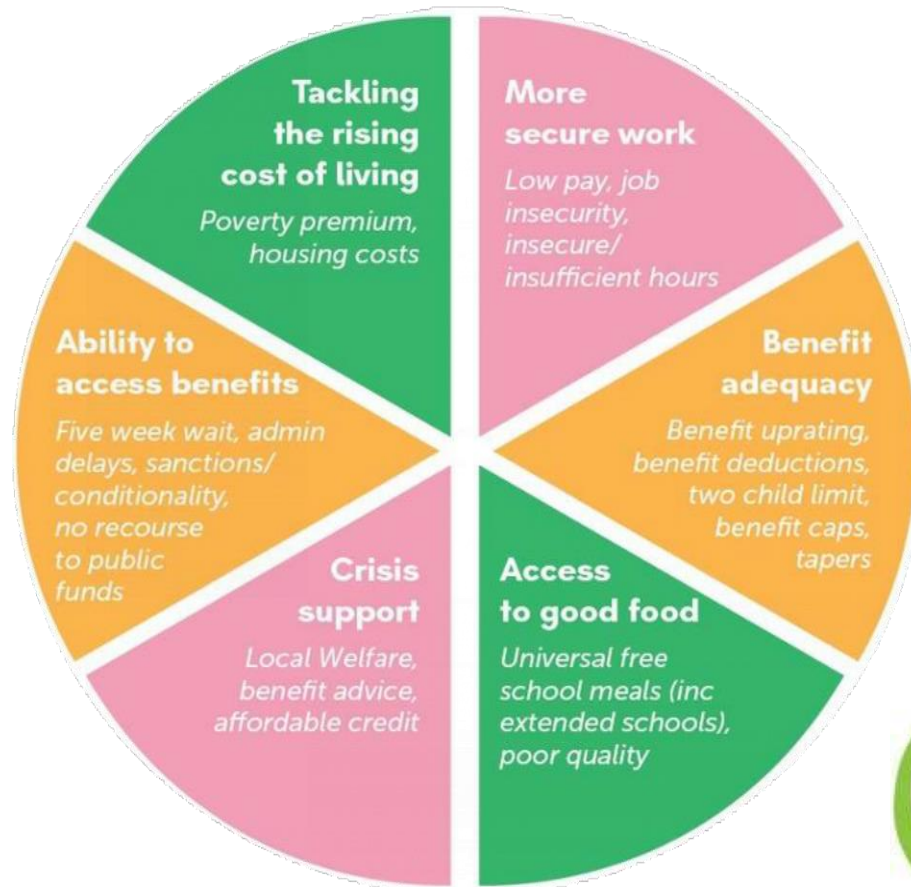 Tackling
the rising
cost of living
Poverty premium,
housing costs
More
secure work
Low pay, job
insecurity,
insecure/
insufficient hours
Ability to
access benefits
Five week wait, admin
delays, sanctions/
conditionality,
no recourse
to public
funds
Benefit
adequacy
Benefit uprating,
benefit deductions,
two child limit,
benefit caps,
tapers
Crisis
support
Local Welfare,
benefit advice,
affordable credit
Access
to good food
Universal free
school meals (inc
extended schools),
poor quality